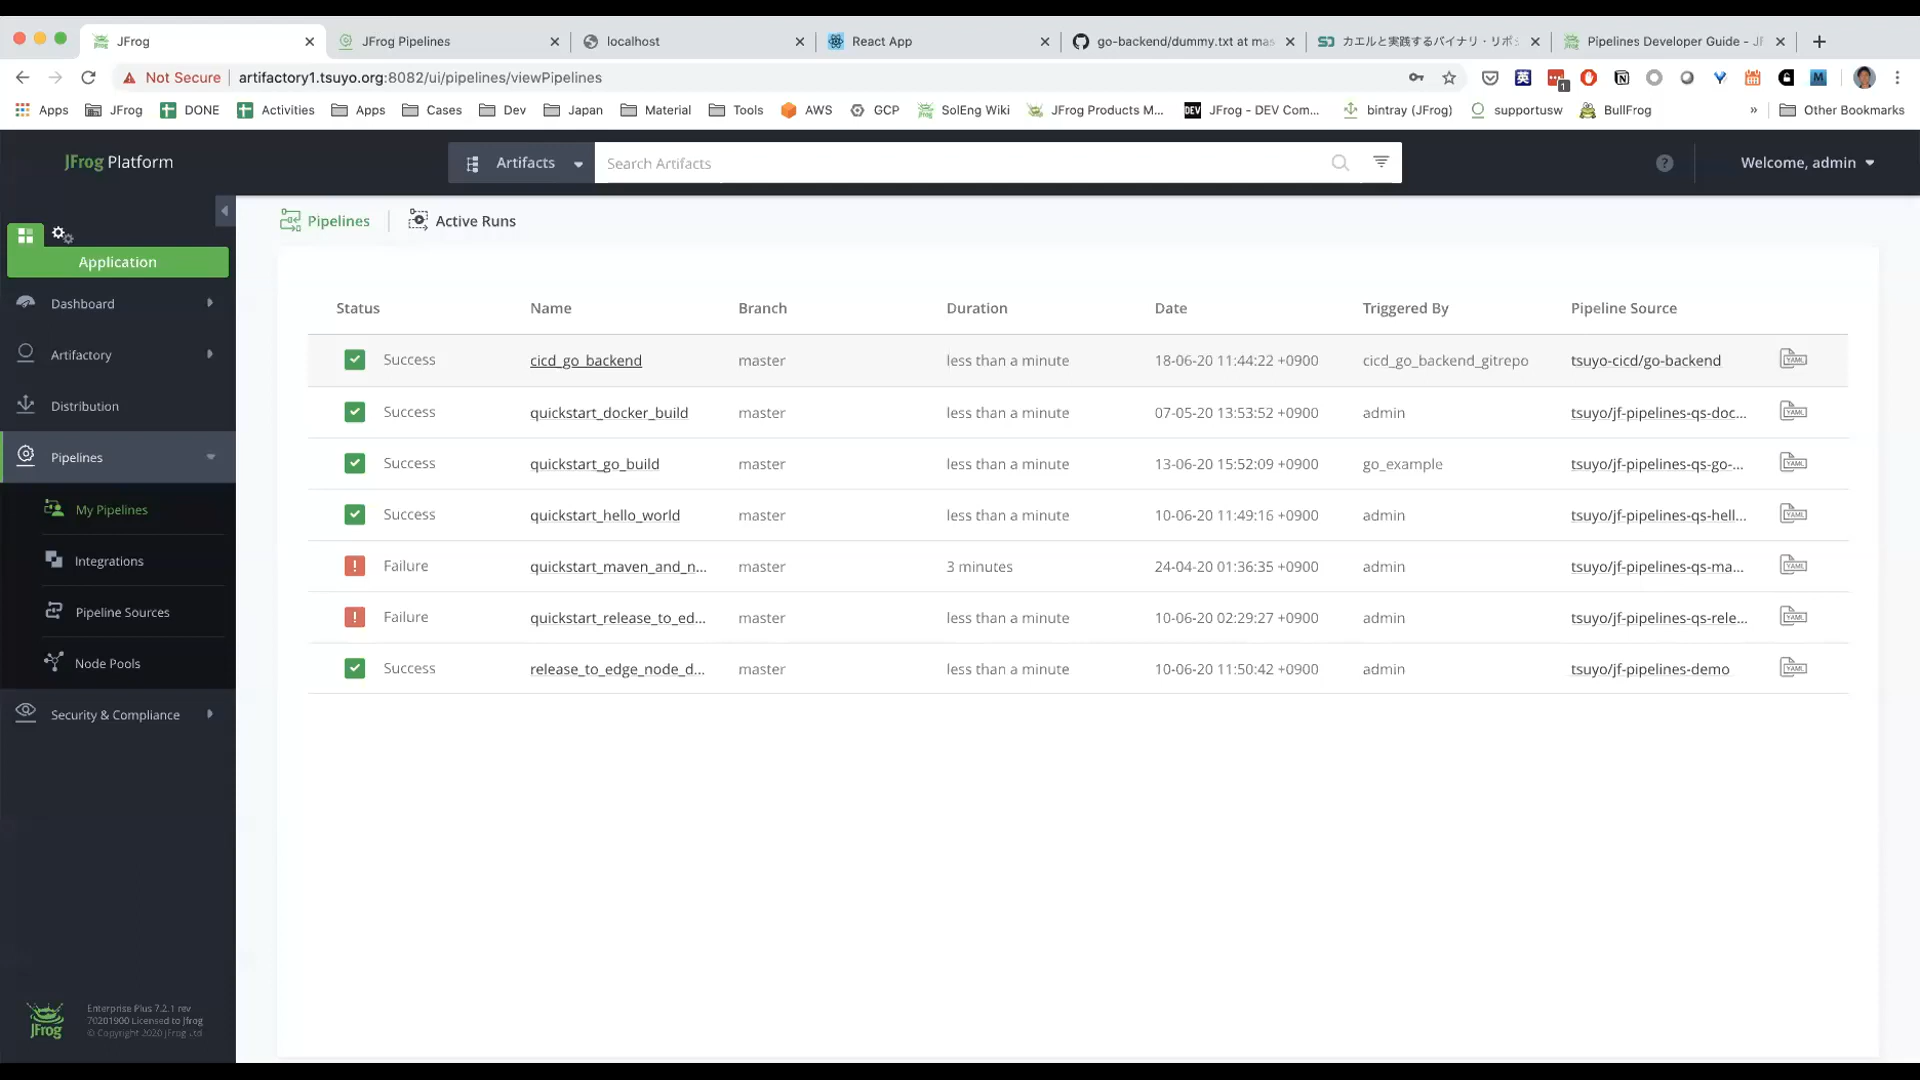 JFrog
JFrog Pipelines
localhost
React App
go-backend/dummy.txt at mas
カエルと実践するバイナリ・リポジ
Pipelines Developer Guide - JF
Not Secure
artifactory1.tsuyo.org:8082/ui/pipelines/viewPipelines
英
1
M
Apps
JFrog
DONE
Activities
Apps
Cases
Dev
Japan
Material
Tools
AWS
GCP
SolEng Wiki
JFrog Products M...
DEV
JFrog - DEV Com...
bintray (JFrog)
supportusw
BullFrog
»
Other Bookmarks
JFrog Platform
Artifacts
Search Artifacts
?
Welcome, admin
Application
Dashboard
Artifactory
Distribution
Pipelines
My Pipelines
Integrations
Pipeline Sources
Node Pools
Security & Compliance
Pipelines
Active Runs
Status Name Branch Duration Date Triggered By Pipeline Source
Success cicd_go_backend master less than a minute 18-06-20 11:44:22 +0900 cicd_go_backend_gitrepo tsuyo-cicd/go-backend YAML
Success quickstart_docker_build master less than a minute 07-05-20 13:53:52 +0900 admin tsuyo/jf-pipelines-qs-doc... YAML
Success quickstart_go_build master less than a minute 13-06-20 15:52:09 +0900 go_example tsuyo/jf-pipelines-qs-go-... YAML
Success quickstart_hello_world master less than a minute 10-06-20 11:49:16 +0900 admin tsuyo/jf-pipelines-qs-hell... YAML
! Failure quickstart_maven_and_n... master 3 minutes 24-04-20 01:36:35 +0900 admin tsuyo/jf-pipelines-qs-ma... YAML
! Failure quickstart_release_to_ed... master less than a minute 10-06-20 02:29:27 +0900 admin tsuyo/jf-pipelines-qs-rele... YAML
Success release_to_edge_node_d... master less than a minute 10-06-20 11:50:42 +0900 admin tsuyo/jf-pipelines-demo YAML
JFrog
Enterprise Plus 7.2.1 rev
70201900 Licensed to Jfrog
© Copyright 2020 JFrog Ltd